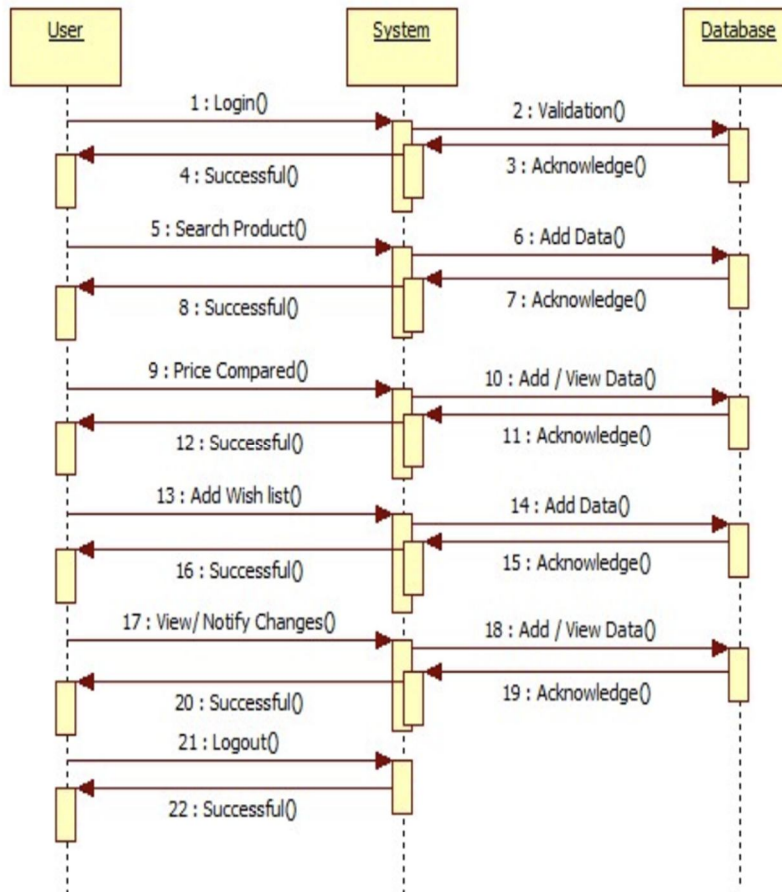 User
System
Database
1 : Login()
2 : Validation()
3 : Acknowledge()
4 : Successful()
5 : Search Product()
6 : Add Data()
7 : Acknowledge()
8 : Successful()
9 : Price Compared()
10 : Add / View Data()
11 : Acknowledge()
12 : Successful()
13 : Add Wish list()
14 : Add Data()
15 : Acknowledge()
16 : Successful()
17 : View/ Notify Changes()
18 : Add / View Data()
19 : Acknowledge()
20 : Successful()
21 : Logout()
22 : Successful()